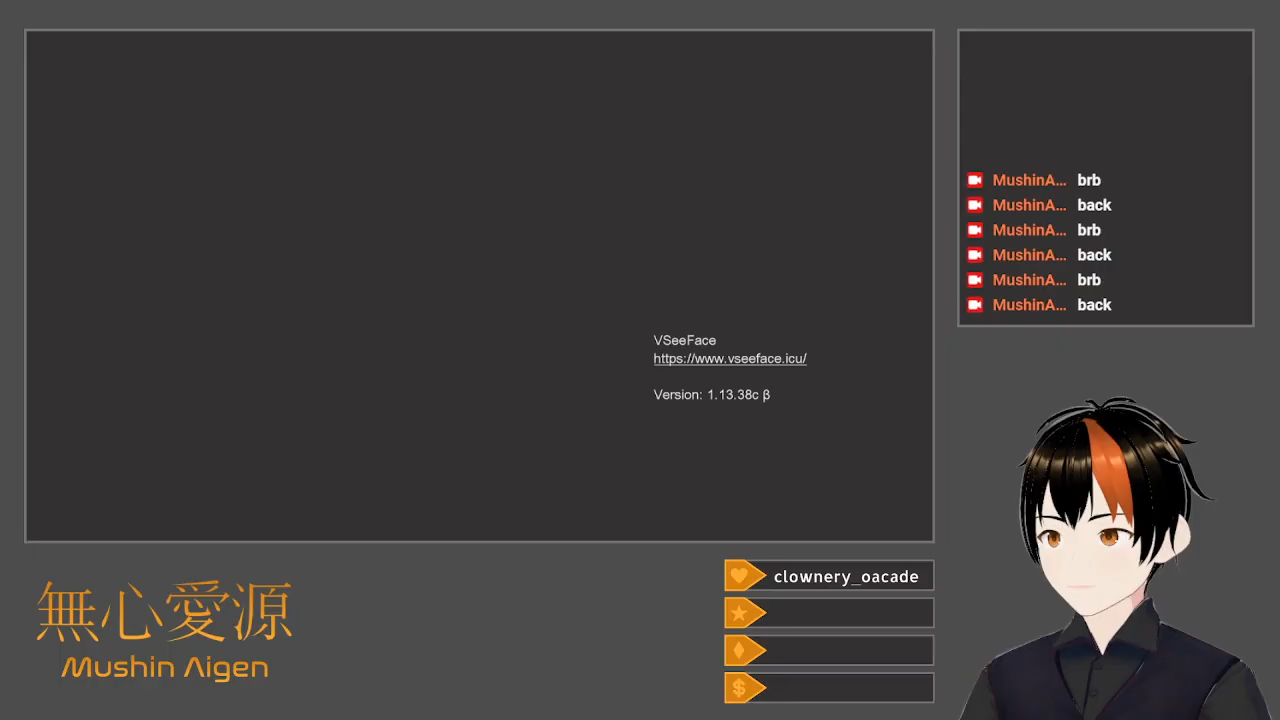 MushinA... brb
MushinA... back
MushinA... brb
MushinA... back
MushinA... brb
MushinA... back
VSeeFace
https://www.vseeface.icu/
Version: 1.13.38c β
clownery_oacade
無心愛源
Mushin Aigen